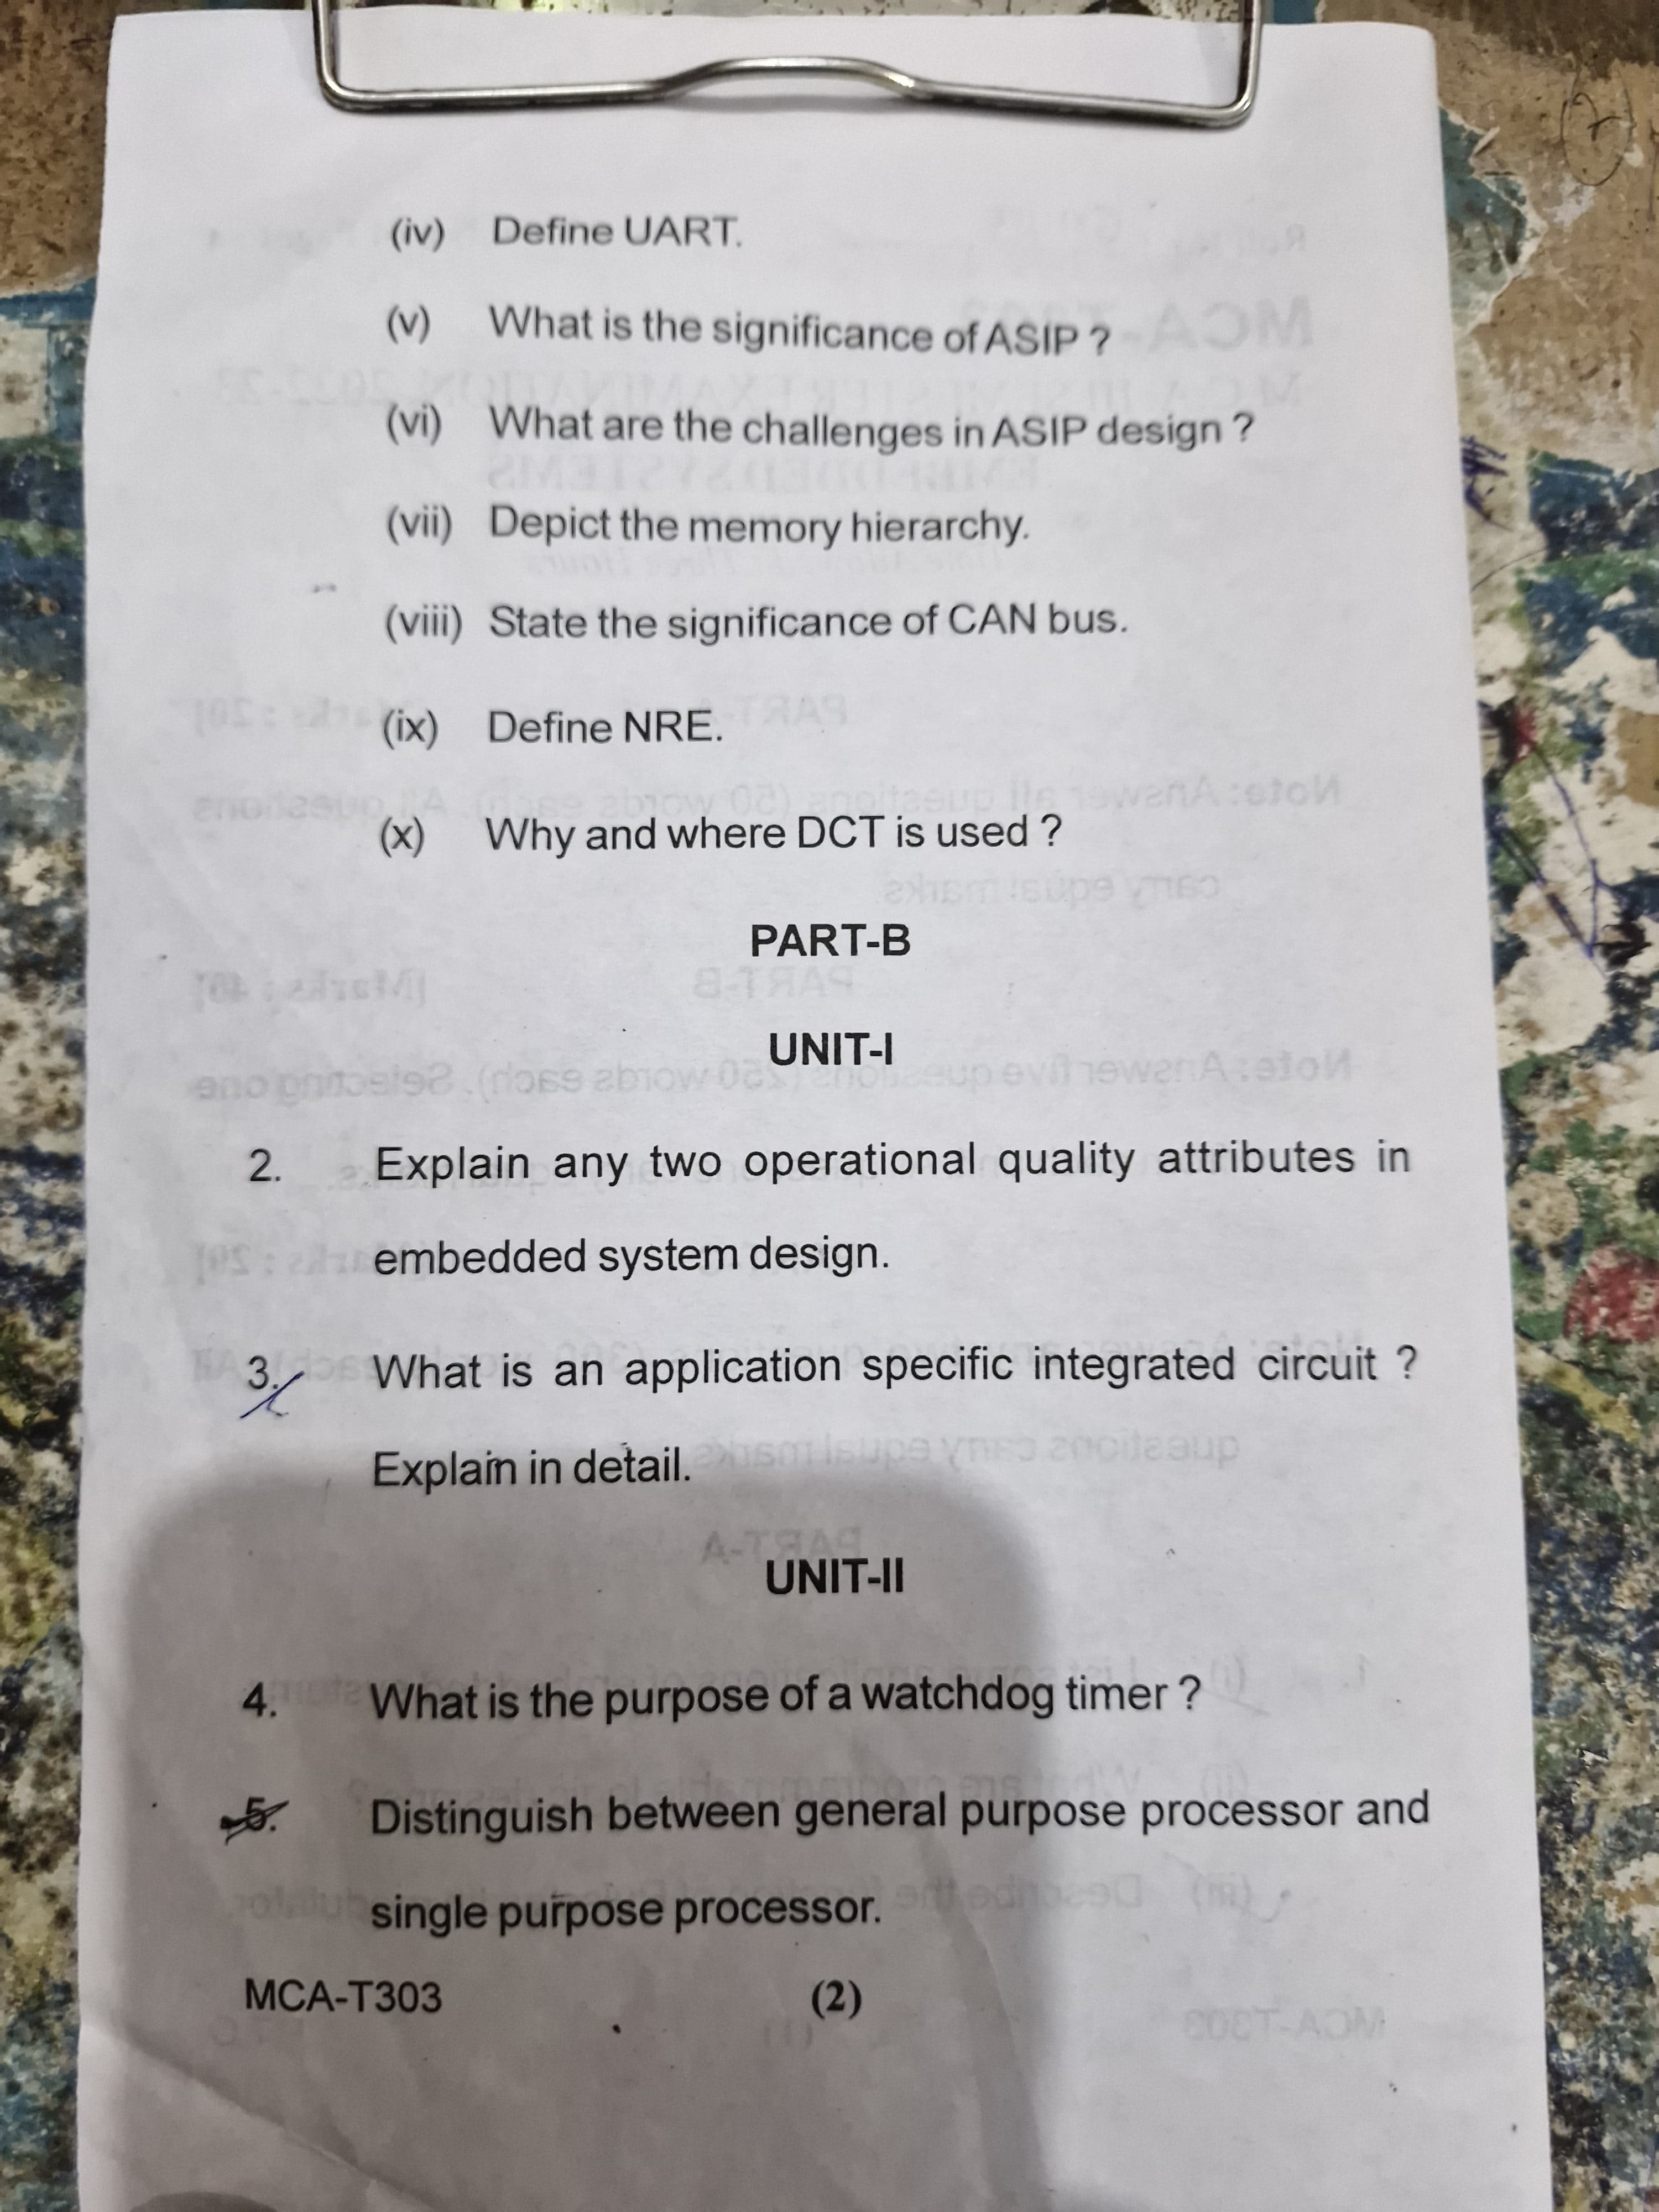 (iv) Define UART.
(v) What is the significance of ASIP ?
(vi) What are the challenges in ASIP design ?
(vii) Depict the memory hierarchy.
(viii) State the significance of CAN bus.
(ix) Define NRE.
(x) Why and where DCT is used ?
PART-B
UNIT-I
2. Explain any two operational quality attributes in
embedded system design.
3. What is an application specific integrated circuit ?
Explain in detail.
UNIT-II
4. What is the purpose of a watchdog timer ?
5. Distinguish between general purpose processor and
single purpose processor.
MCA-T303 (2)